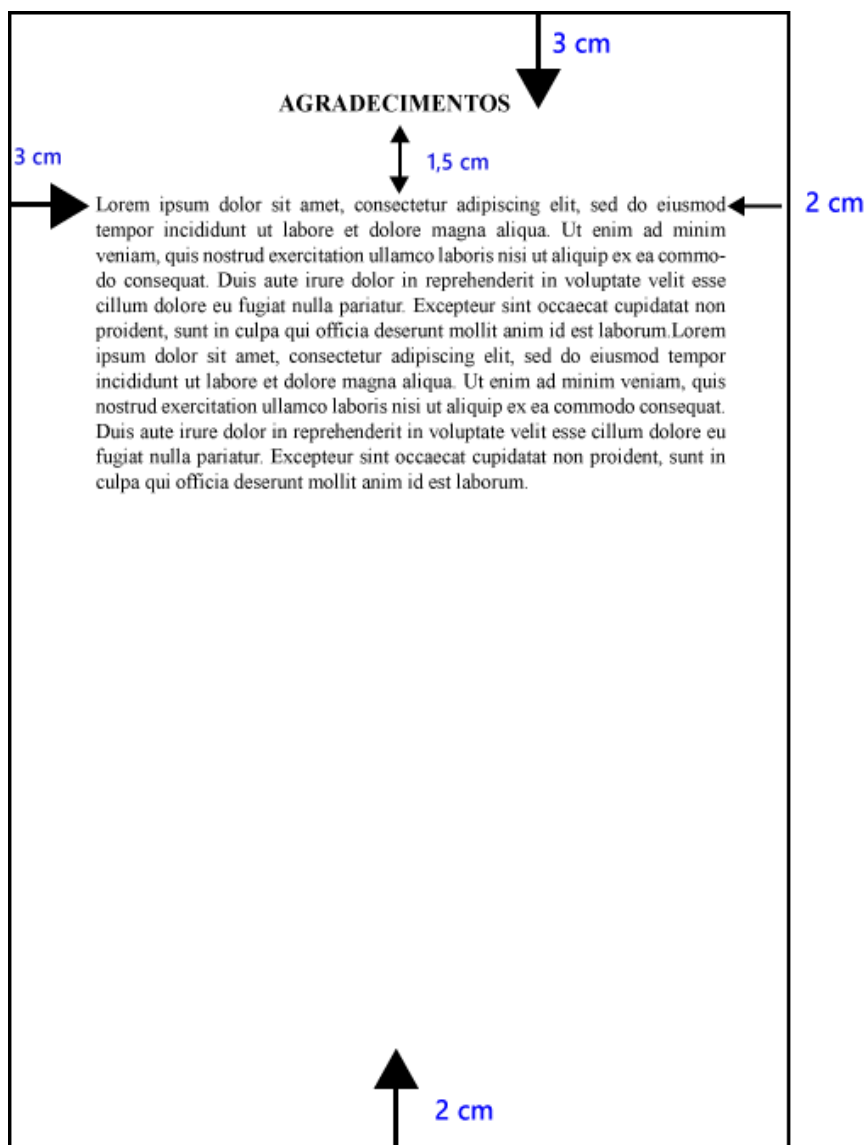 3 cm
AGRADECIMENTOS
1,5 cm
3 cm
Lorem ipsum dolor sit amet, consectetur adipiscing elit, sed do eiusmod
2 cm
tempor incididunt ut labore et dolore magna aliqua. Ut enim ad minim
veniam, quis nostrud exercitation ullamco laboris nisi ut aliquip ex ea commo-
do consequat. Duis aute irure dolor in reprehenderit in voluptate velit esse
cillum dolore eu fugiat nulla pariatur. Excepteur sint occaecat cupidatat non
proident, sunt in culpa qui officia deserunt mollit anim id est laborum.Lorem
ipsum dolor sit amet, consectetur adipiscing elit, sed do eiusmod tempor
incididunt ut labore et dolore magna aliqua. Ut enim ad minim veniam, quis
nostrud exercitation ullamco laboris nisi ut aliquip ex ea commodo consequat.
Duis aute irure dolor in reprehenderit in voluptate velit esse cillum dolore eu
fugiat nulla pariatur. Excepteur sint occaecat cupidatat non proident, sunt in
culpa qui officia deserunt mollit anim id est laborum.
2 cm